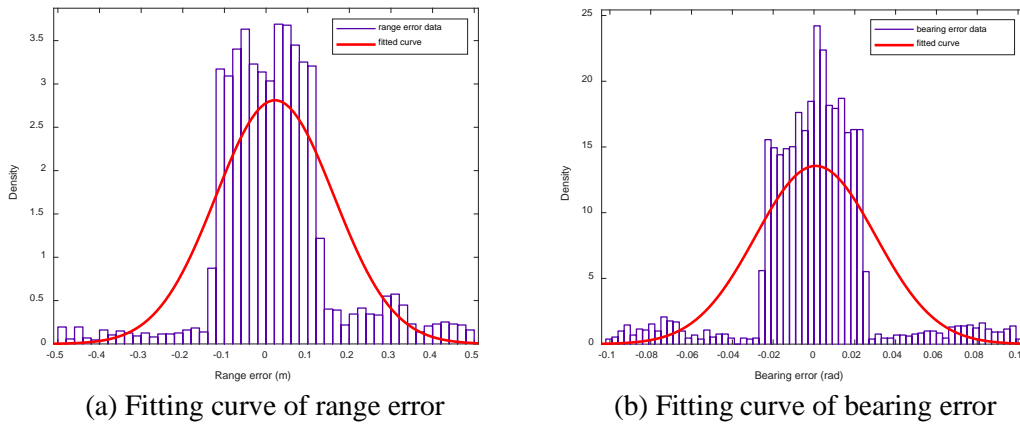 range error data
fitted curve
3.5
3
2.5
2
1.5
1
0.5
0
Density
-0.5 -0.4 -0.3 -0.2 -0.1 0 0.1 0.2 0.3 0.4 0.5
Range error (m)
(a) Fitting curve of range error
bearing error data
fitted curve
25
20
15
10
5
0
Density
-0.1 -0.08 -0.06 -0.04 -0.02 0 0.02 0.04 0.06 0.08 0.1
Bearing error (rad)
(b) Fitting curve of bearing error